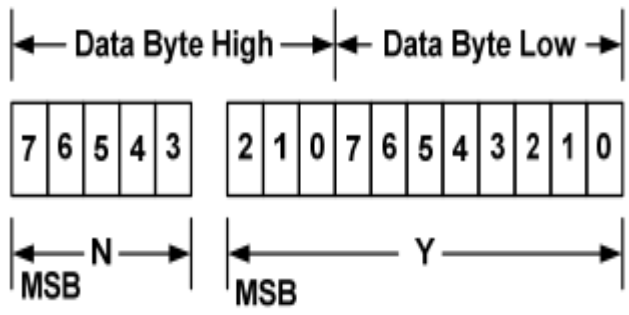 Data Byte High Data Byte Low
7 6 5 4 3 2 1 0 7 6 5 4 3 2 1 0
N Y
MSB MSB